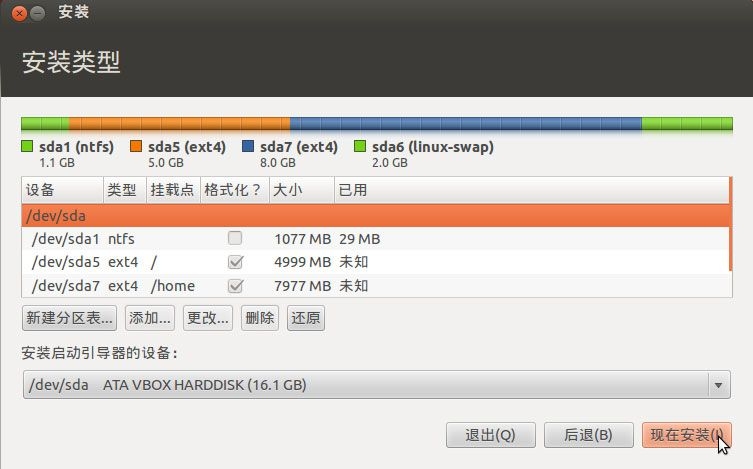 安装
安装类型
sda1 (ntfs) sda5 (ext4) sda7 (ext4) sda6 (linux-swap)
1.1 GB 5.0 GB 8.0 GB 2.0 GB
设备 类型 挂载点 格式化？ 大小 已用
/dev/sda
/dev/sda1 ntfs 1077 MB 29 MB
/dev/sda5 ext4 / 4999 MB 未知
/dev/sda7 ext4 /home 7977 MB 未知
新建分区表... 添加... 更改... 删除 还原
安装启动引导器的设备：
/dev/sda ATA VBOX HARDDISK (16.1 GB)
退出(Q) 后退(B) 现在安装(I)